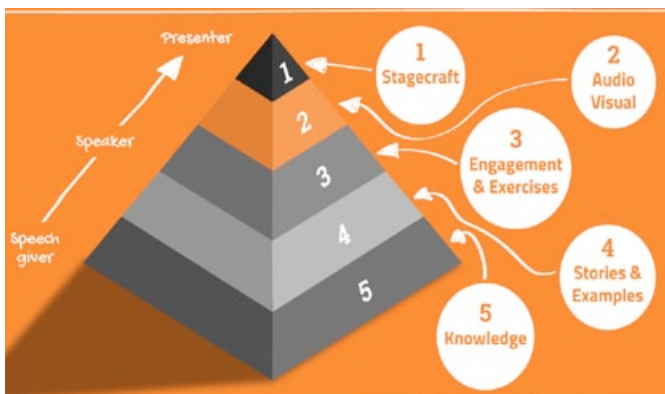 Presenter
Speaker
Speech
giver
1
2
3
4
5
1
Stagecraft
2
Audio
Visual
3
Engagement
& Exercises
4
Stories &
Examples
5
Knowledge